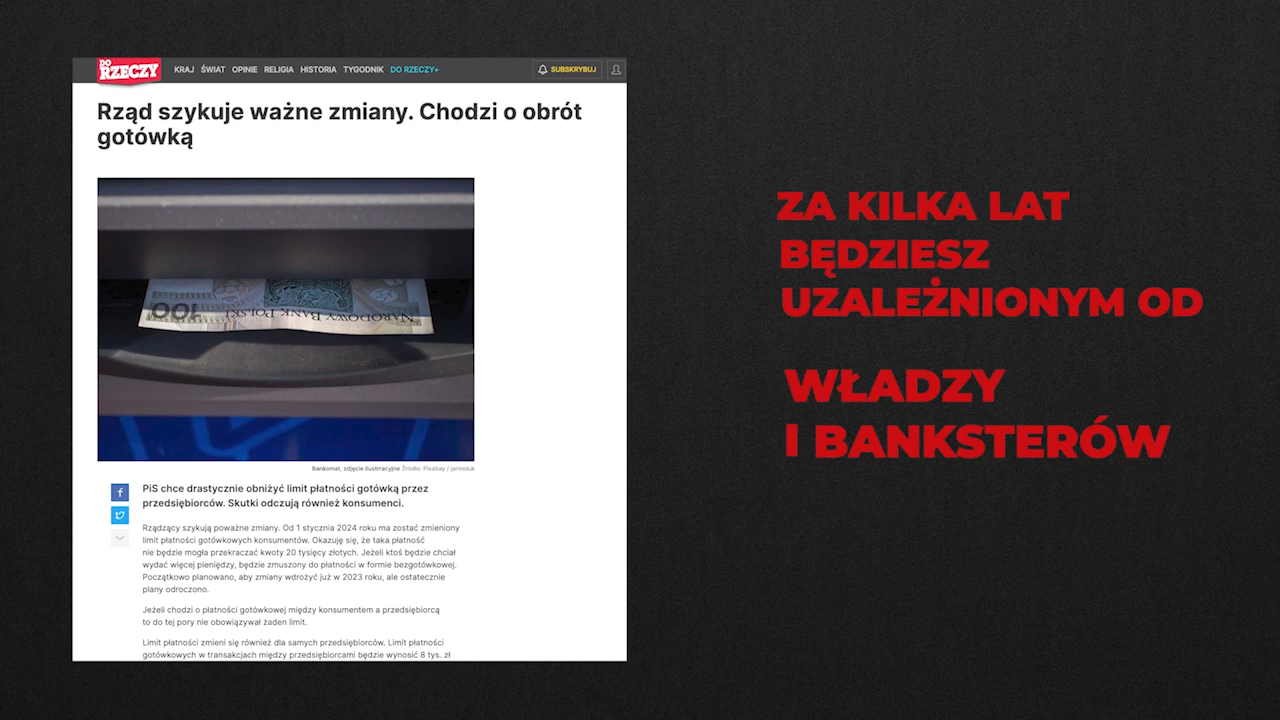 DO RZECZY
KRAJ ŚWIAT OPINIE RELIGIA HISTORIA TYGODNIK DO RZECZY+
SUBSKRYBUJ
Rząd szykuje ważne zmiany. Chodzi o obrót
gotówką
100 NARODOWY BANK POLSKI
Bankomat, zdjęcie ilustracyjne Źródło: Pixabay / jarmoluk
PiS chce drastycznie obniżyć limit płatności gotówką przez
przedsiębiorców. Skutki odczują również konsumenci.
Rządzący szykują poważne zmiany. Od 1 stycznia 2024 roku ma zostać zmieniony
limit płatności gotówkowych konsumentów. Okazuję się, że taka płatność
nie będzie mogła przekraczać kwoty 20 tysięcy złotych. Jeżeli ktoś będzie chciał
wydać więcej pieniędzy, będzie zmuszony do płatności w formie bezgotówkowej.
Początkowo planowano, aby zmiany wdrożyć już w 2023 roku, ale ostatecznie
plany odroczono.
Jeżeli chodzi o płatności gotówkowej między konsumentem a przedsiębiorcą
to do tej pory nie obowiązywał żaden limit.
Limit płatności zmieni się również dla samych przedsiębiorców. Limit płatności
gotówkowych w transakcjach między przedsiębiorcami będzie wynosić 8 tys. zł
ZA KILKA LAT
BĘDZIESZ
UZALEŻNIONYM OD
WŁADZY
I BANKSTERÓW